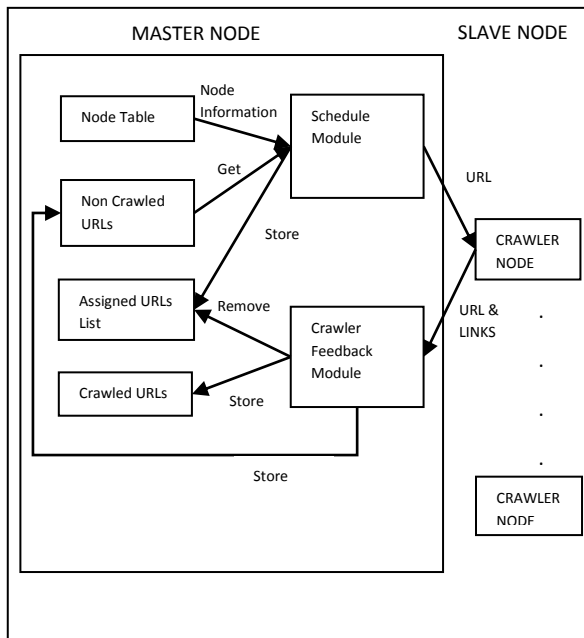 MASTER NODE
SLAVE NODE
Node
Information
Node Table
Schedule
Module
Get
URL
Non Crawled
URLs
Store
CRAWLER
NODE
Assigned URLs
List
Remove
Crawler
Feedback
Module
URL &
LINKS
Crawled URLs
Store
Store
CRAWLER
NODE